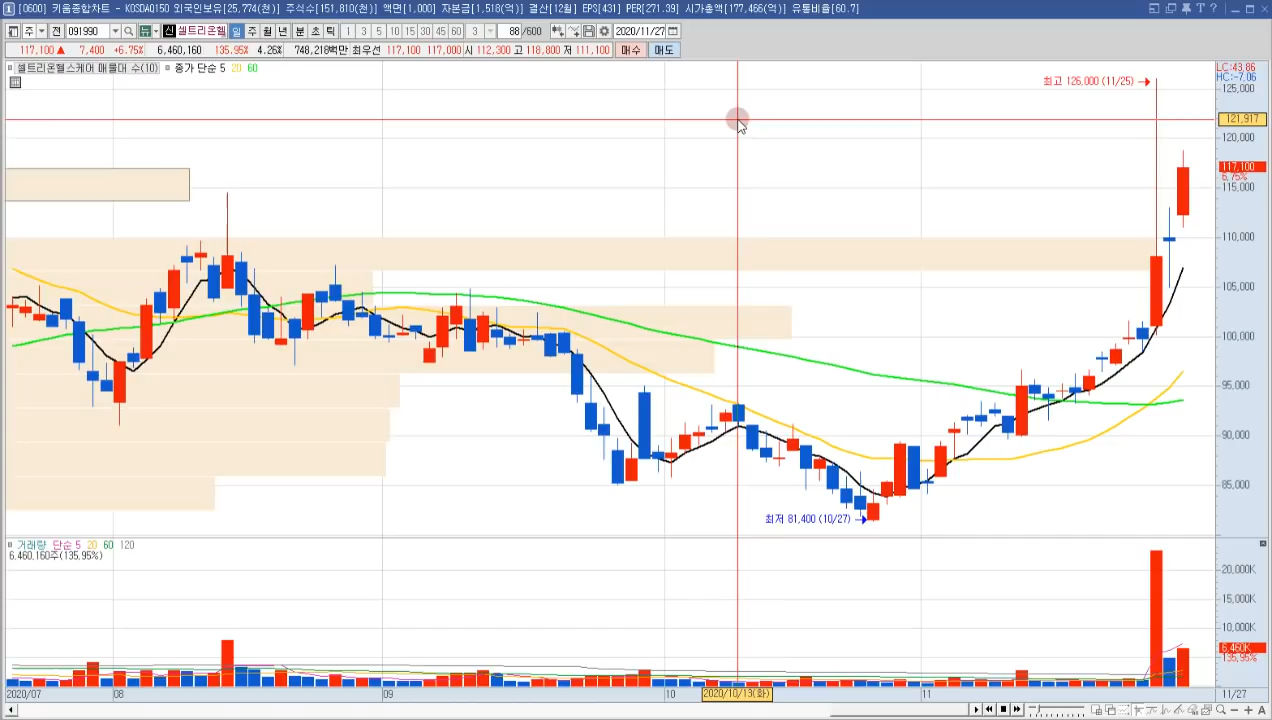 [0600] 키움종합차트 - KOSDAQ150 외국인보유[25,774(천)] 주식수[151,810(천)] 액면[1,000] 자본금[1,518(억)] 결산[12월] EPS[431] PER[271.39] 시가총액[177,466(억)] 유통비율[60.7]
주 전 091990 뉴 신 셀트리온헬 일 주 월 년 분 초 틱 1 3 5 10 15 30 45 60 3 88 /600 2020/11/27
117,100 ▲ 7,400 +6.75% 6,460,160 135.95% 4.26% 748,218백만 최우선 117,100 117,000 시 112,300 고 118,800 저 111,100 매수 매도
셀트리온헬스케어 매물대 수(10) 종가 단순 5 20 60
LC:43.86
HC:-7.06
최고 126,000 (11/25)
125,000
121,917
120,000
117,100
6.75%
115,000
110,000
105,000
100,000
95,000
90,000
85,000
최저 81,400 (10/27)
거래량 단순 5 20 60 120
6,460,160주(135.95%)
20,000K
15,000K
10,000K
6,460K
135.95%
2020/07 08 09 10 2020/10/13(화) 11 11/27